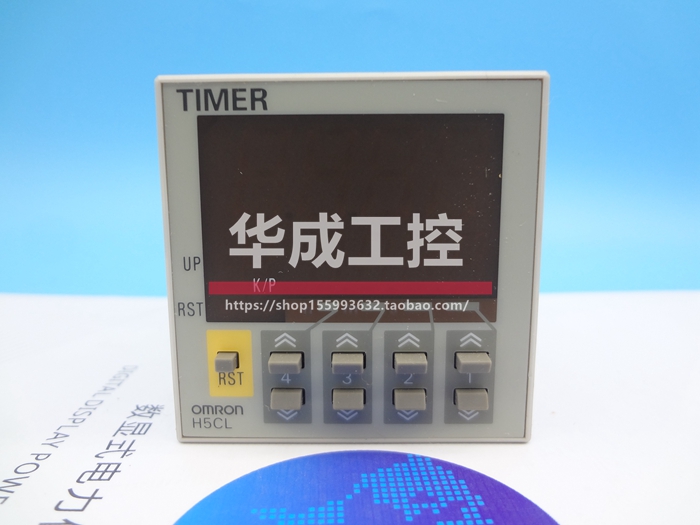 TIMER
华成工控
UP
K/P
https://shop155993632.taobao.com/
RST
RST
4 3 2 1
OMRON
H5CL
DIGITAL DISPLAY POWE
数显式电力